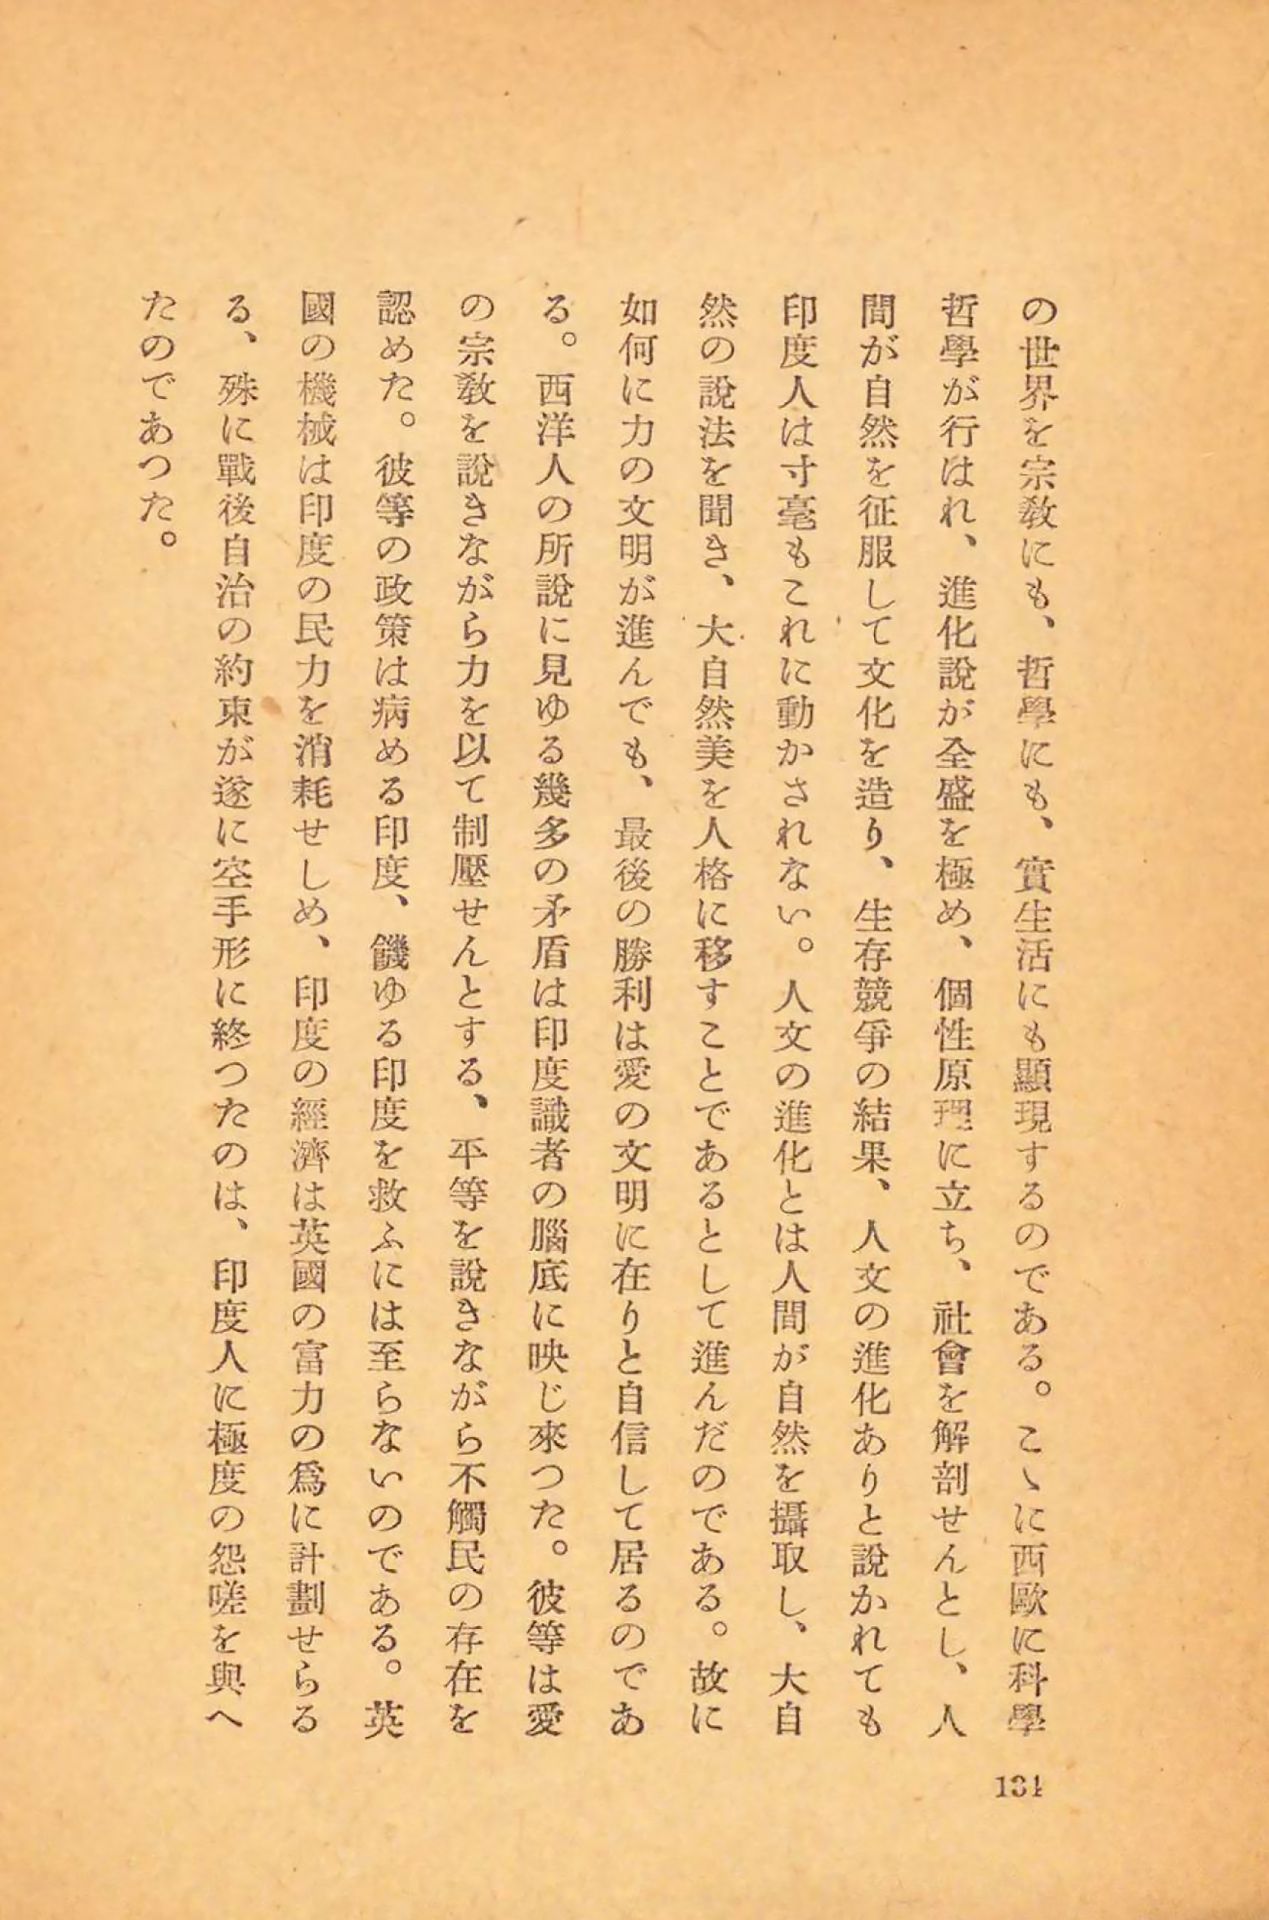 の世界を宗敎にも、哲學にも、實生活にも顯現するのである。こゝに西歐に科學
哲學が行はれ、進化說が全盛を極め、個性原理に立ち、社會を解剖せんとし、人
間が自然を征服して文化を造り、生存競爭の結果、人文の進化ありと說かれても
印度人は寸毫もこれに動かされない。人文の進化とは人間が自然を攝取し、大自
然の說法を聞き、大自然美を人格に移すことであるとして進んだのである。故に
如何に力の文明が進んでも、最後の勝利は愛の文明に在りと自信して居るのであ
る。西洋人の所說に見ゆる幾多の矛盾は印度識者の腦底に映じ來つた。彼等は愛
の宗敎を說きながら力を以て制壓せんとする、平等を說きながら不觸民の存在を
認めた。彼等の政策は病める印度、饑ゆる印度を救ふには至らないのである。英
國の機械は印度の民力を消耗せしめ、印度の經濟は英國の富力の爲に計劃せらる
る、殊に戰後自治の約束が遂に空手形に終つたのは、印度人に極度の怨嗟を與へ
たのであつた。
134